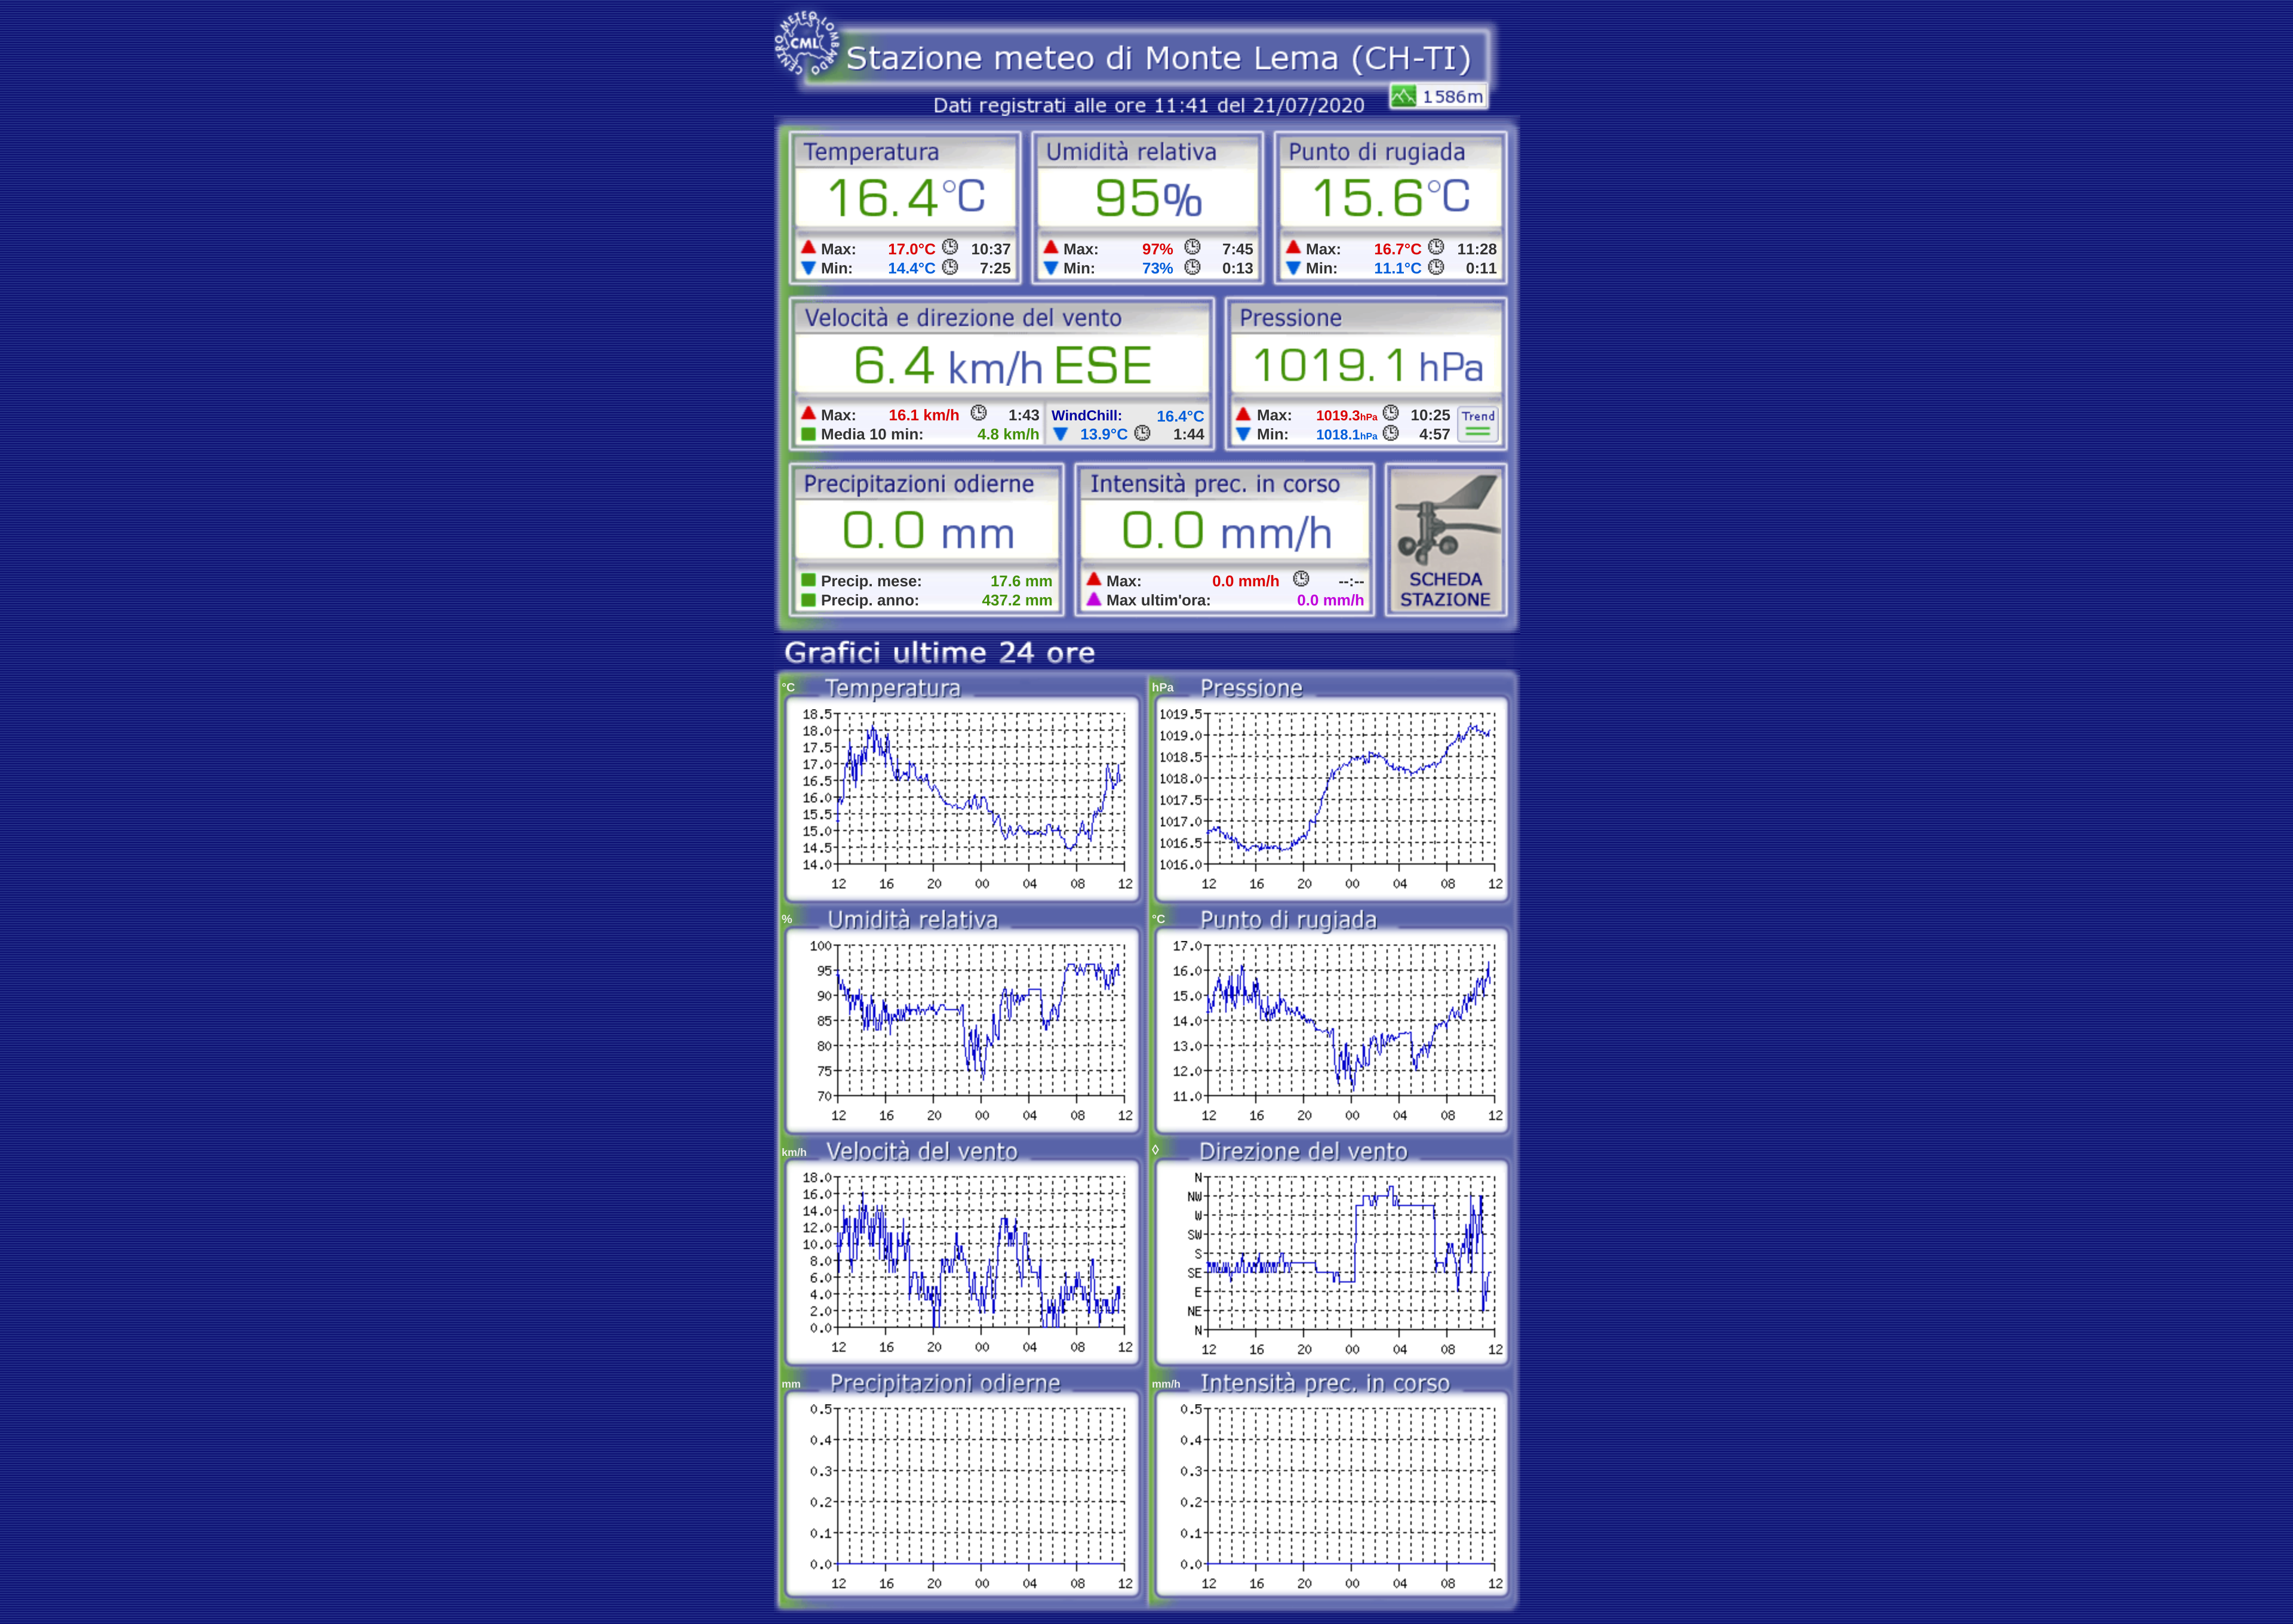 CENTRO METEO LOMBARDO
CML
Stazione meteo di Monte Lema (CH-TI)
1586m
Dati registrati alle ore 11:41 del 21/07/2020
Temperatura
16.4°C
Max: 17.0°C 10:37
Min: 14.4°C 7:25
Umidità relativa
95%
Max: 97% 7:45
Min: 73% 0:13
Punto di rugiada
15.6°C
Max: 16.7°C 11:28
Min: 11.1°C 0:11
Velocità e direzione del vento
6.4 km/h ESE
Max: 16.1 km/h 1:43
Media 10 min: 4.8 km/h
WindChill: 16.4°C
13.9°C 1:44
Pressione
1019.1 hPa
Max: 1019.3hPa 10:25
Min: 1018.1hPa 4:57
Trend
Precipitazioni odierne
0.0 mm
Precip. mese: 17.6 mm
Precip. anno: 437.2 mm
Intensità prec. in corso
0.0 mm/h
Max: 0.0 mm/h --:--
Max ultim'ora: 0.0 mm/h
SCHEDA
STAZIONE
Grafici ultime 24 ore
°C Temperatura
18.5
18.0
17.5
17.0
16.5
16.0
15.5
15.0
14.5
14.0
12 16 20 00 04 08 12
hPa Pressione
1019.5
1019.0
1018.5
1018.0
1017.5
1017.0
1016.5
1016.0
12 16 20 00 04 08 12
% Umidità relativa
100
95
90
85
80
75
70
12 16 20 00 04 08 12
°C Punto di rugiada
17.0
16.0
15.0
14.0
13.0
12.0
11.0
12 16 20 00 04 08 12
km/h Velocità del vento
18.0
16.0
14.0
12.0
10.0
8.0
6.0
4.0
2.0
0.0
12 16 20 00 04 08 12
◊ Direzione del vento
N
NW
W
SW
S
SE
E
NE
N
12 16 20 00 04 08 12
mm Precipitazioni odierne
0.5
0.4
0.3
0.2
0.1
0.0
12 16 20 00 04 08 12
mm/h Intensità prec. in corso
0.5
0.4
0.3
0.2
0.1
0.0
12 16 20 00 04 08 12